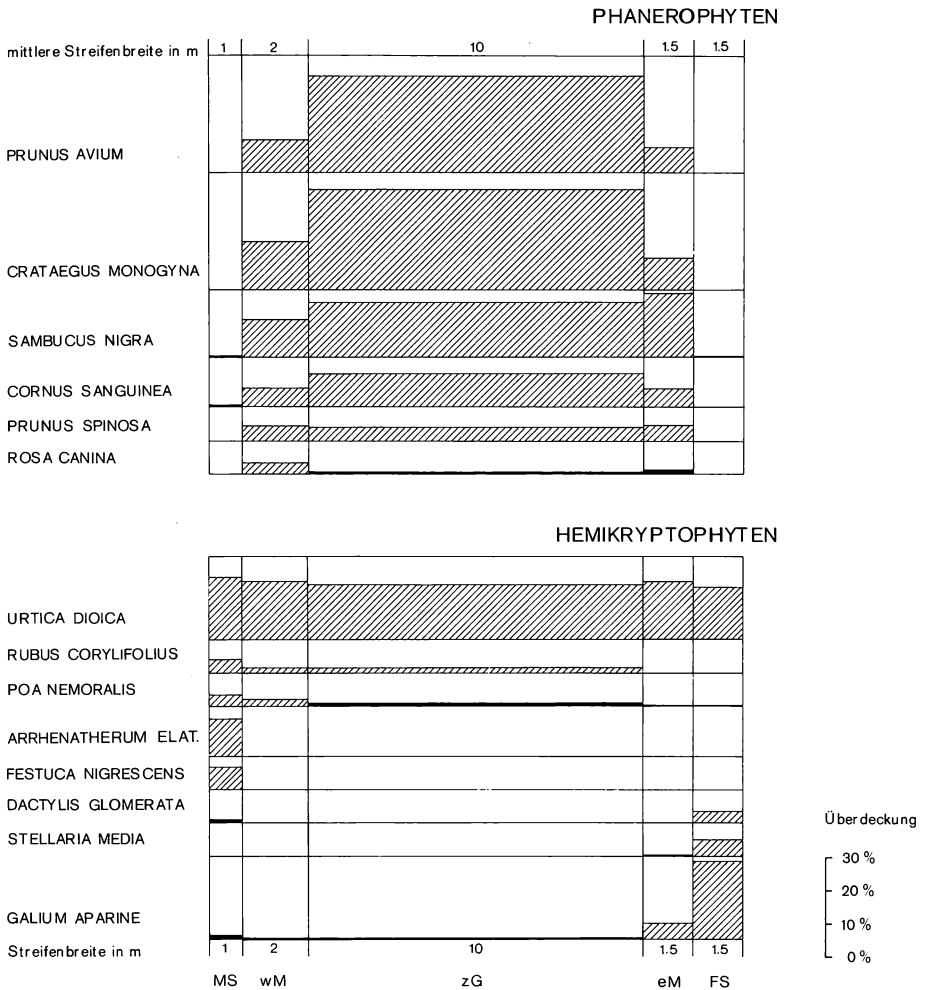 PHANEROPHYTEN
mittlere Streifenbreite in m 1 2 10 1.5 1.5
PRUNUS AVIUM
CRATAEGUS MONOGYNA
SAMBUCUS NIGRA
CORNUS SANGUINEA
PRUNUS SPINOSA
ROSA CANINA
HEMIKRYPTOPHYTEN
URTICA DIOICA
RUBUS CORYLIFOLIUS
POA NEMORALIS
ARRHENATHERUM ELAT.
FESTUCA NIGRESCENS
DACTYLIS GLOMERATA
STELLARIA MEDIA
GALIUM APARINE
Streifenbreite in m 1 2 10 1.5 1.5
MS wM zG eM FS
Überdeckung
30 %
20 %
10 %
0 %